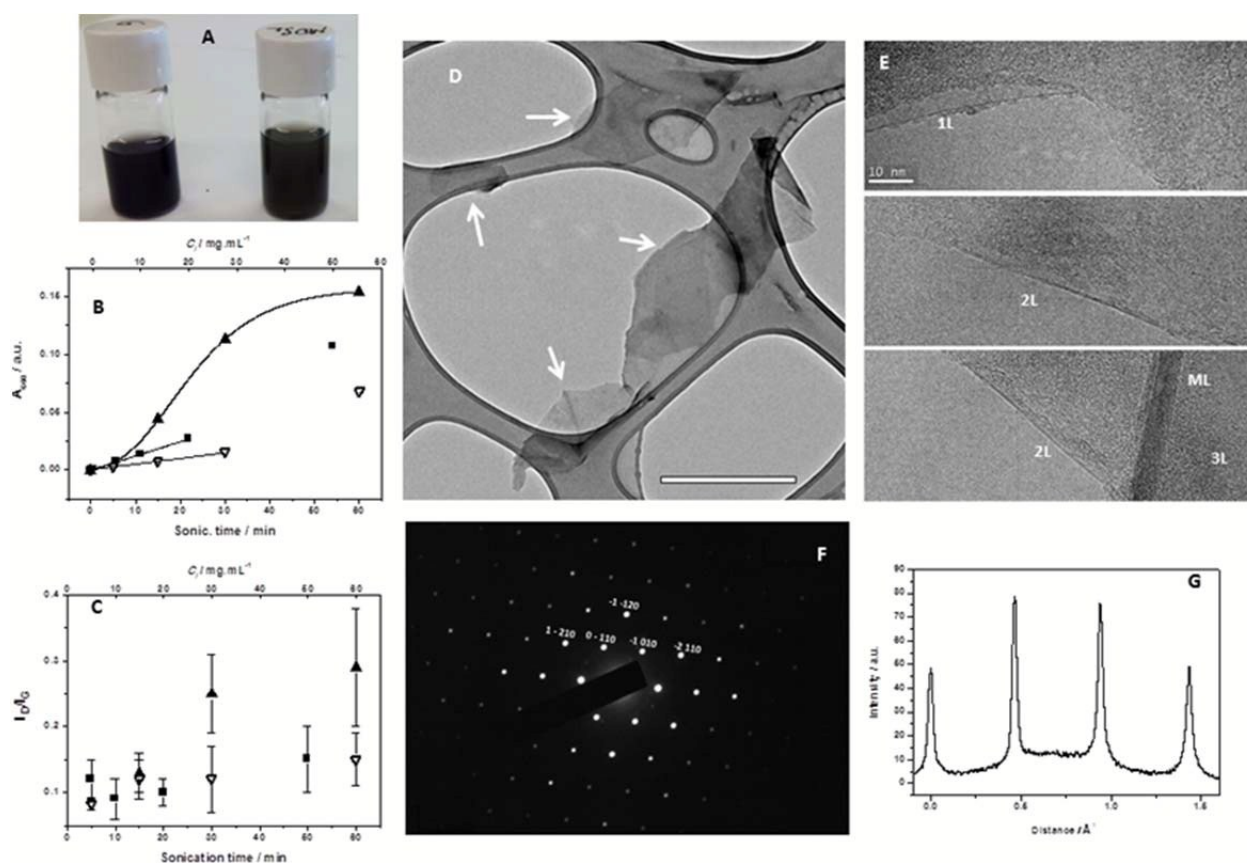 A
MOS2
C_i / mg.mL⁻¹
0 10 20 30 40 50 60
B
0.15
0.10
0.05
0.00
A / a.u.
0 10 20 30 40 50 60
Sonic. time / min
C_i / mg.mL⁻¹
0 10 20 30 40 50 60
C
0.4
0.3
0.2
0.1
I_D/I_G
0 10 20 30 40 50 60
Sonication time / min
D
E
1L
10 nm
2L
ML
2L
3L
F
-1 -120
1 -210 0 -110 -1 010 -2 110
G
90
80
70
60
50
40
30
20
10
0
Intensity / a.u.
0.0 0.5 1.0 1.5
Distance / Å⁻